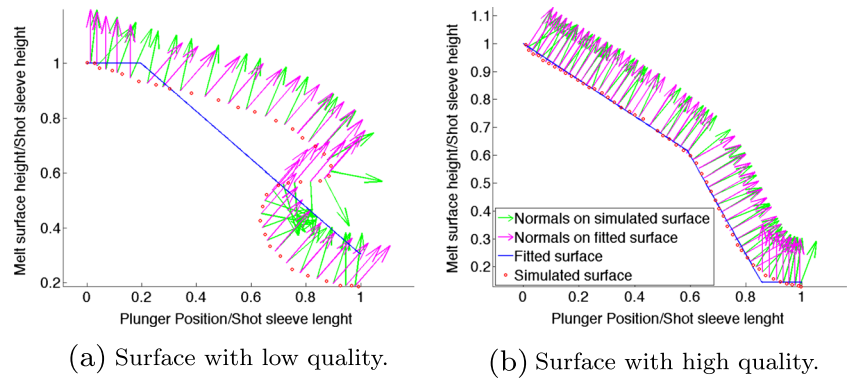 Melt surface height/Shot sleeve height
1
0.8
0.6
0.4
0.2
0 0.2 0.4 0.6 0.8 1
Plunger Position/Shot sleeve lenght
(a) Surface with low quality.
Melt surface height/Shot sleeve height
1.1
1
0.9
0.8
0.7
0.6
0.5
0.4
0.3
0.2
Normals on simulated surface
Normals on fitted surface
Fitted surface
Simulated surface
0 0.2 0.4 0.6 0.8 1
Plunger Position/Shot sleeve lenght
(b) Surface with high quality.